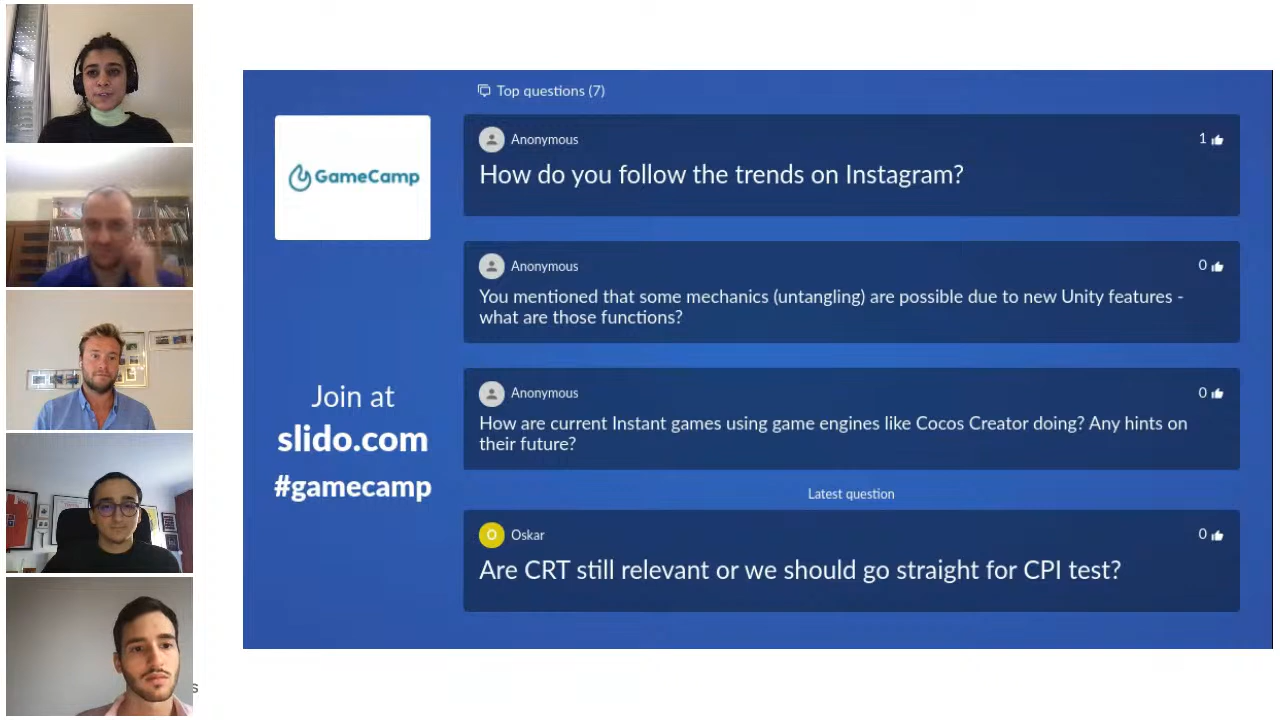 Top questions (7)
GameCamp
Join at
slido.com
#gamecamp
Anonymous
1
How do you follow the trends on Instagram?
Anonymous
0
You mentioned that some mechanics (untangling) are possible due to new Unity features -
what are those functions?
Anonymous
0
How are current Instant games using game engines like Cocos Creator doing? Any hints on
their future?
Latest question
O
Oskar
0
Are CRT still relevant or we should go straight for CPI test?
s